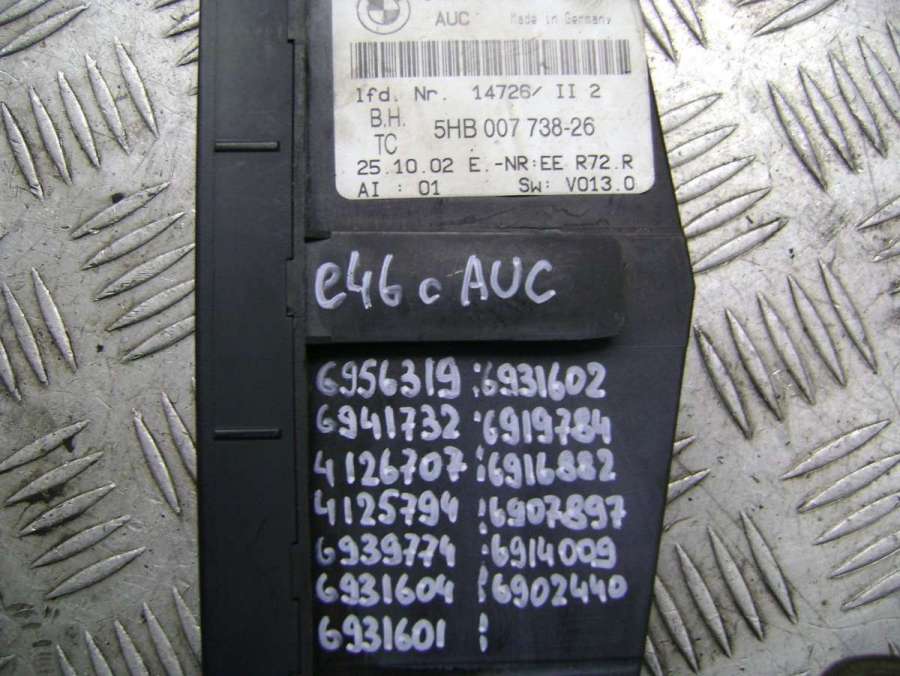 AUC Made in Germany
lfd. Nr. 14726/ II 2
B.H. 5HB 007 738-26
TC
25.10.02 E.-NR:EE R72.R
AI : 01 SW: V013.0
e46 c AUC
6956319 : 6931602
6941732 : 6919784
4126707 : 6916882
4125794 : 6907897
6939774 : 6914009
6931604 : 6902440
6931601 :